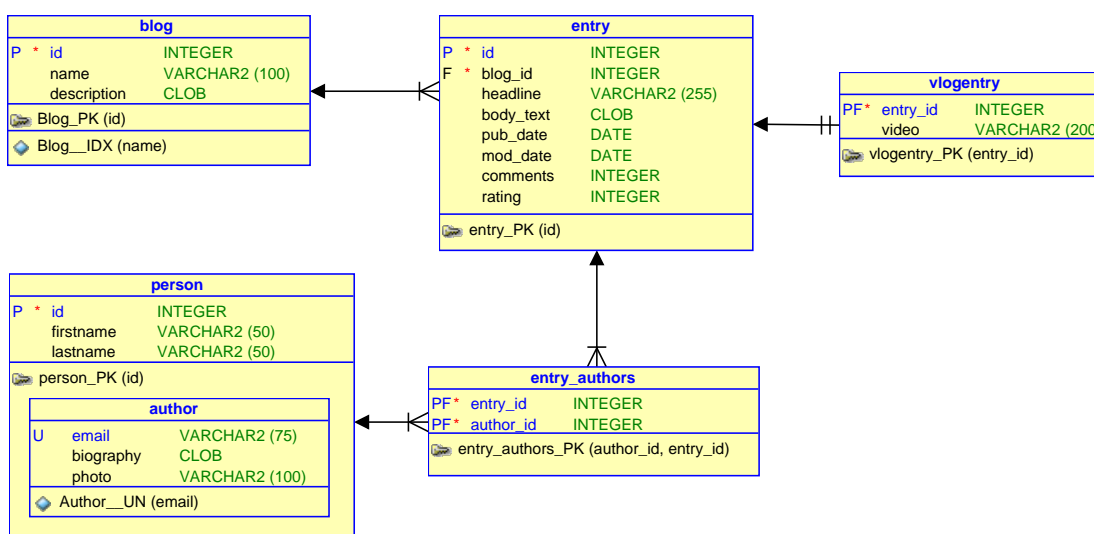 blog
P * id INTEGER
name VARCHAR2 (100)
description CLOB
Blog_PK (id)
Blog__IDX (name)
entry
P * id INTEGER
F * blog_id INTEGER
headline VARCHAR2 (255)
body_text CLOB
pub_date DATE
mod_date DATE
comments INTEGER
rating INTEGER
entry_PK (id)
vlogentry
PF* entry_id INTEGER
video VARCHAR2 (200
vlogentry_PK (entry_id)
person
P * id INTEGER
firstname VARCHAR2 (50)
lastname VARCHAR2 (50)
person_PK (id)
author
U email VARCHAR2 (75)
biography CLOB
photo VARCHAR2 (100)
Author__UN (email)
entry_authors
PF* entry_id INTEGER
PF* author_id INTEGER
entry_authors_PK (author_id, entry_id)